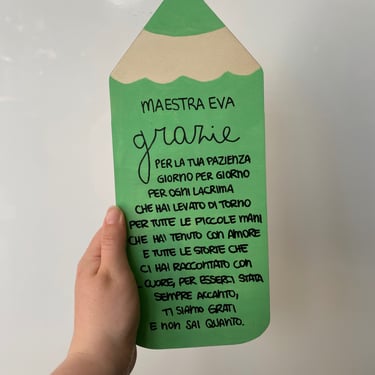 MAESTRA EVA
grazie
PER LA TUA PAZIENZA
GIORNO PER GIORNO
PER OGNI LACRIMA
CHE HAI LEVATO DI TORNO
PER TUTTE LE PICCOLE MANI
CHE HAI TENUTO CON AMORE
E TUTTE LE STORIE CHE
CI HAI RACCONTATO CON
IL CUORE, PER ESSERCI STATA
SEMPRE ACCANTO,
TI SIAMO GRATI
E NON SAI QUANTO.